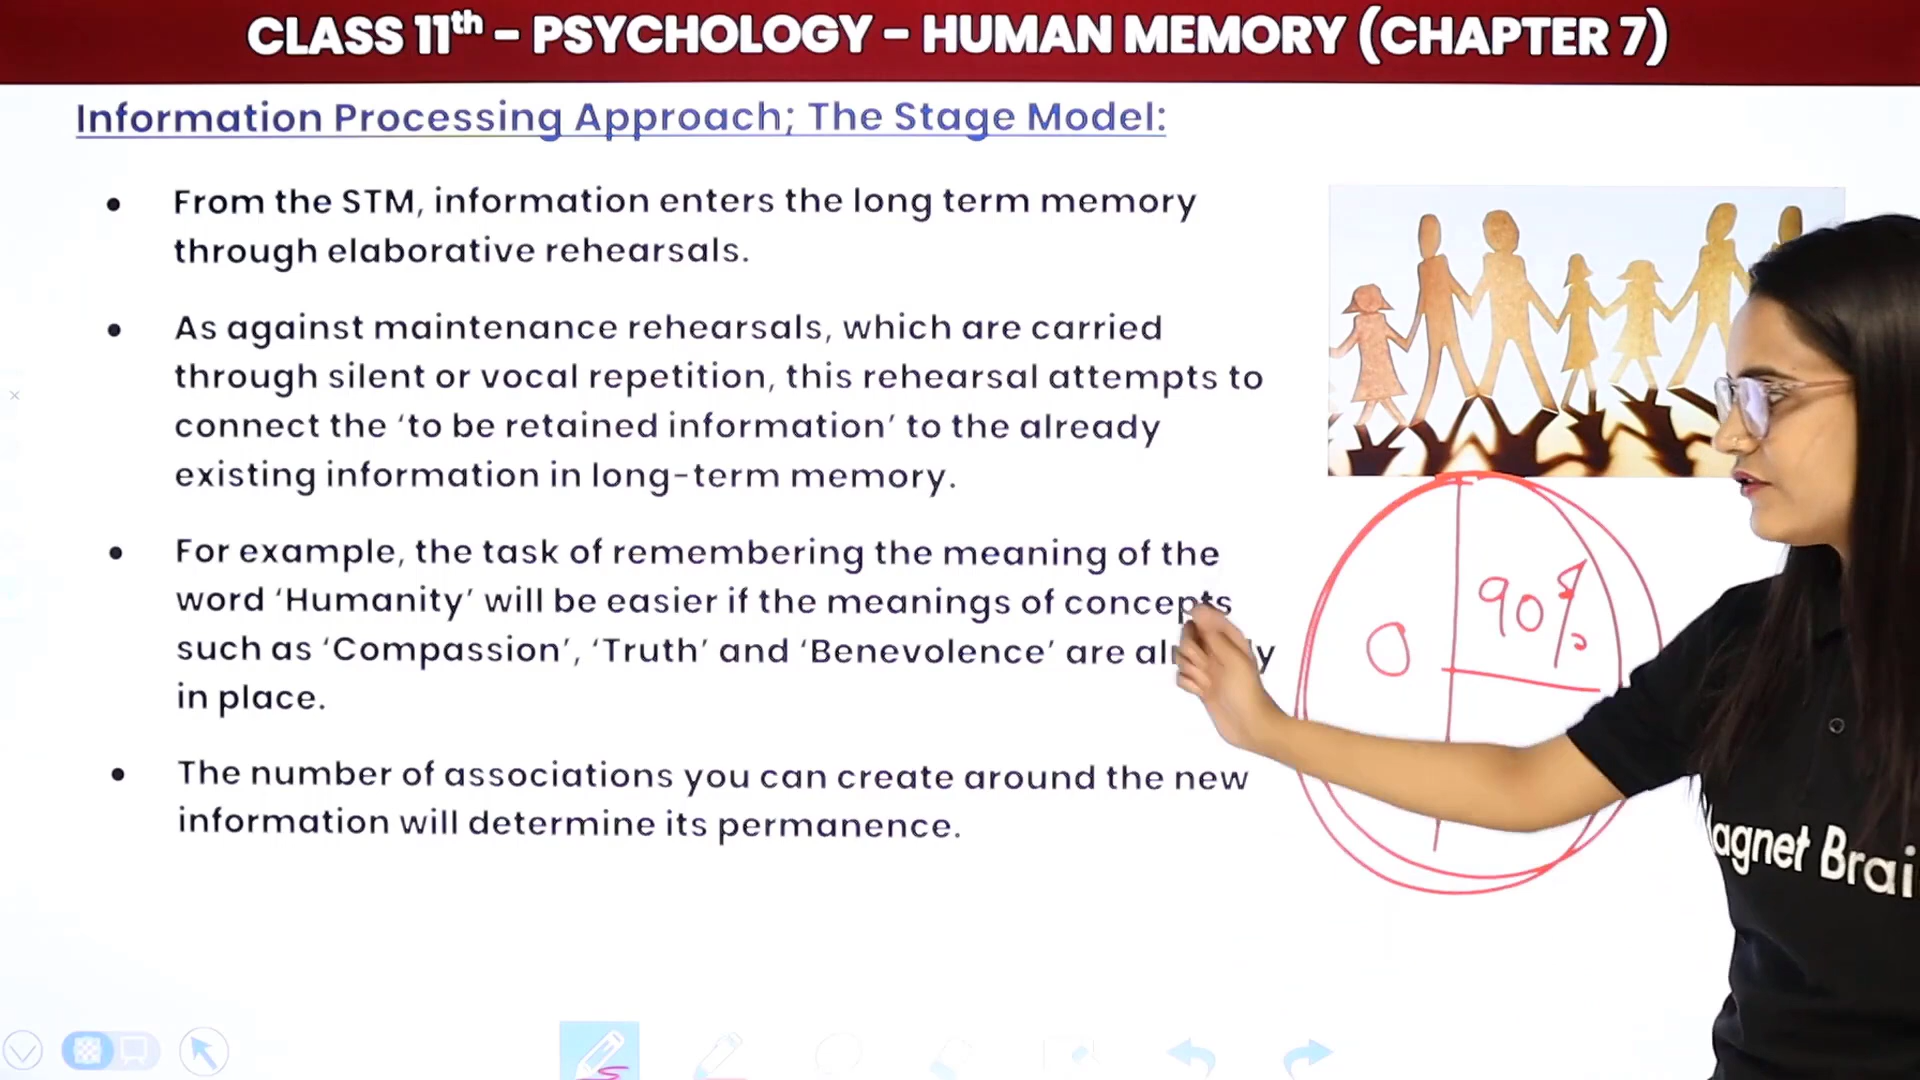 CLASS 11th – PSYCHOLOGY – HUMAN MEMORY (CHAPTER 7)
Information Processing Approach; The Stage Model:
• From the STM, information enters the long term memory
through elaborative rehearsals.
• As against maintenance rehearsals, which are carried
through silent or vocal repetition, this rehearsal attempts to
connect the ‘to be retained information’ to the already
existing information in long-term memory.
• For example, the task of remembering the meaning of the
word ‘Humanity’ will be easier if the meanings of concepts
such as ‘Compassion’, ‘Truth’ and ‘Benevolence’ are
in place.
• The number of associations you can create around the new
information will determine its permanence.
90%
0